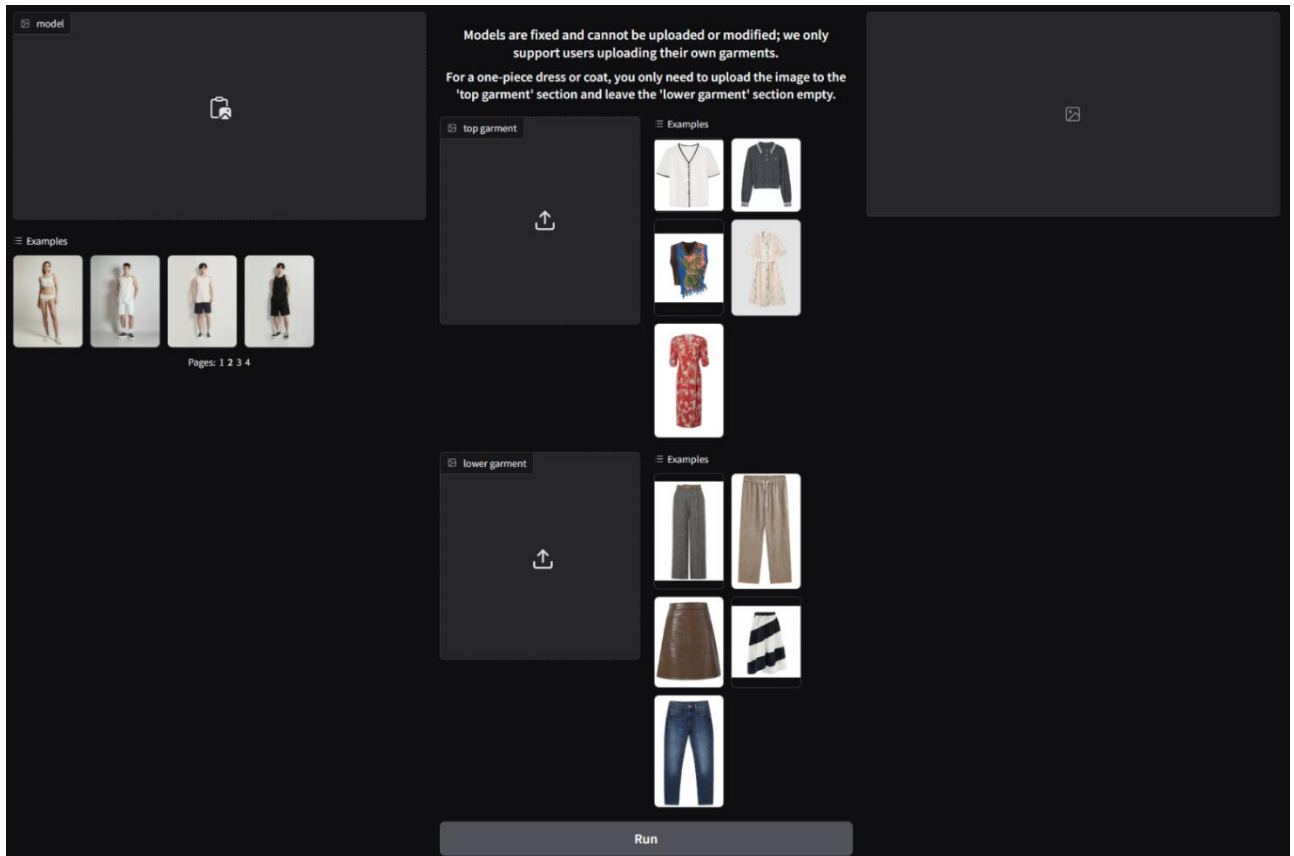 model
Models are fixed and cannot be uploaded or modified; we only
support users uploading their own garments.
For a one-piece dress or coat, you only need to upload the image to the
'top garment' section and leave the 'lower garment' section empty.
top garment
Examples
Examples
Pages: 1 2 3 4
lower garment
Examples
Run